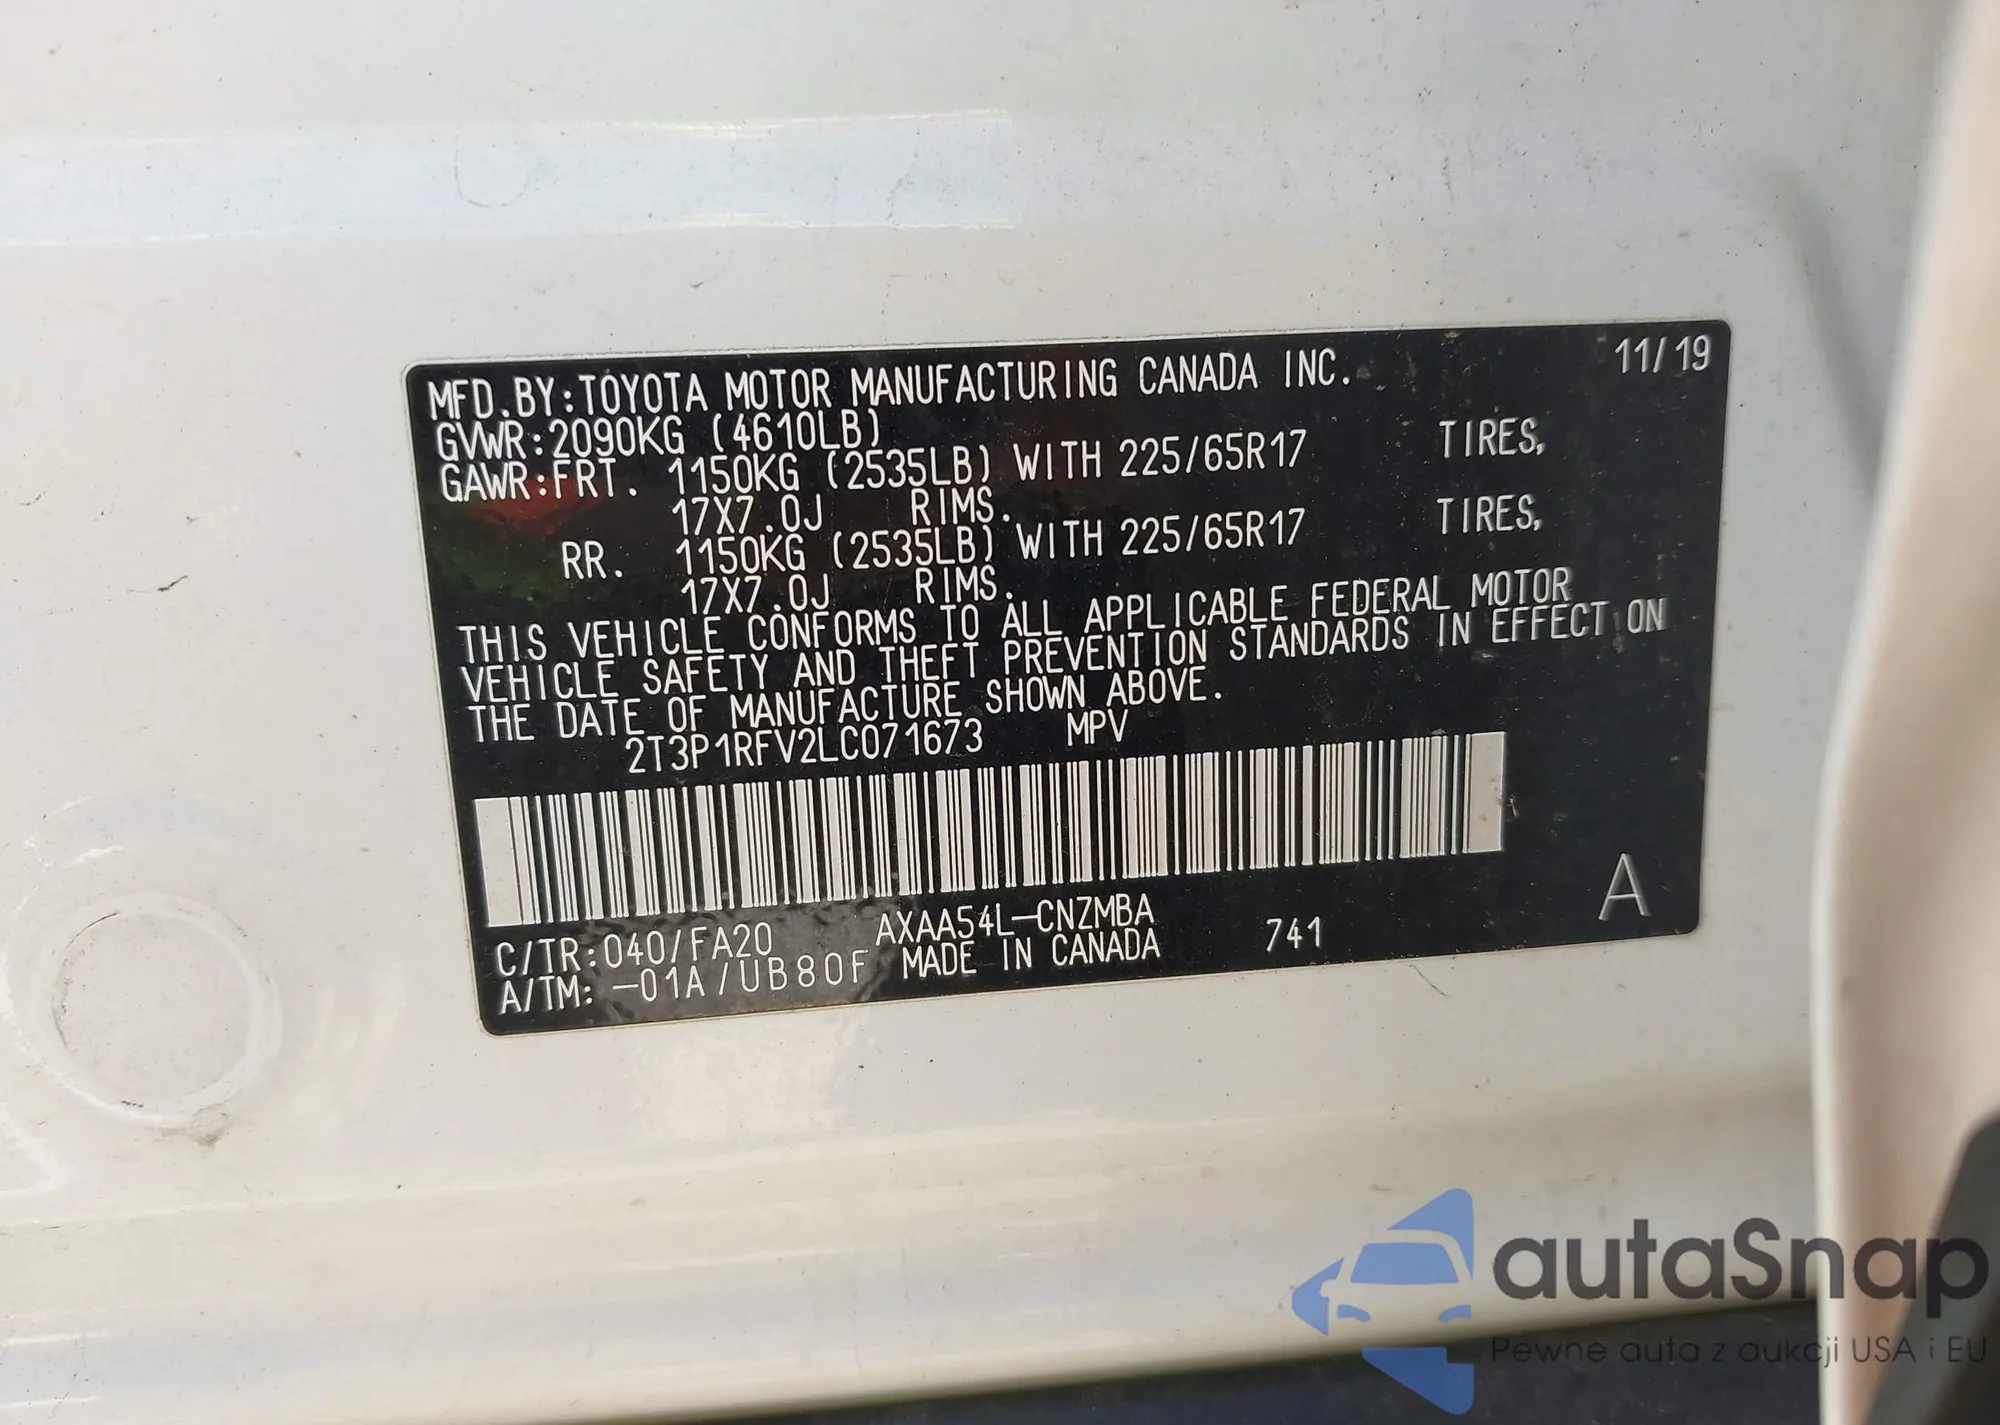 MFD.BY:TOYOTA MOTOR MANUFACTURING CANADA INC. 11/19
GVWR:2090KG (4610LB)
GAWR:FRT. 1150KG (2535LB) WITH 225/65R17 TIRES,
17X7.0J RIMS.
RR. 1150KG (2535LB) WITH 225/65R17 TIRES,
17X7.0J RIMS.
THIS VEHICLE CONFORMS TO ALL APPLICABLE FEDERAL MOTOR
VEHICLE SAFETY AND THEFT PREVENTION STANDARDS IN EFFECT ON
THE DATE OF MANUFACTURE SHOWN ABOVE.
2T3P1RFV2LC071673 MPV
C/TR:040/FA20 AXAA54L-CNZMBA 741 A
A/TM: -01A/UB80F MADE IN CANADA
autaSnap
Pewne auta z aukcji USA i EU